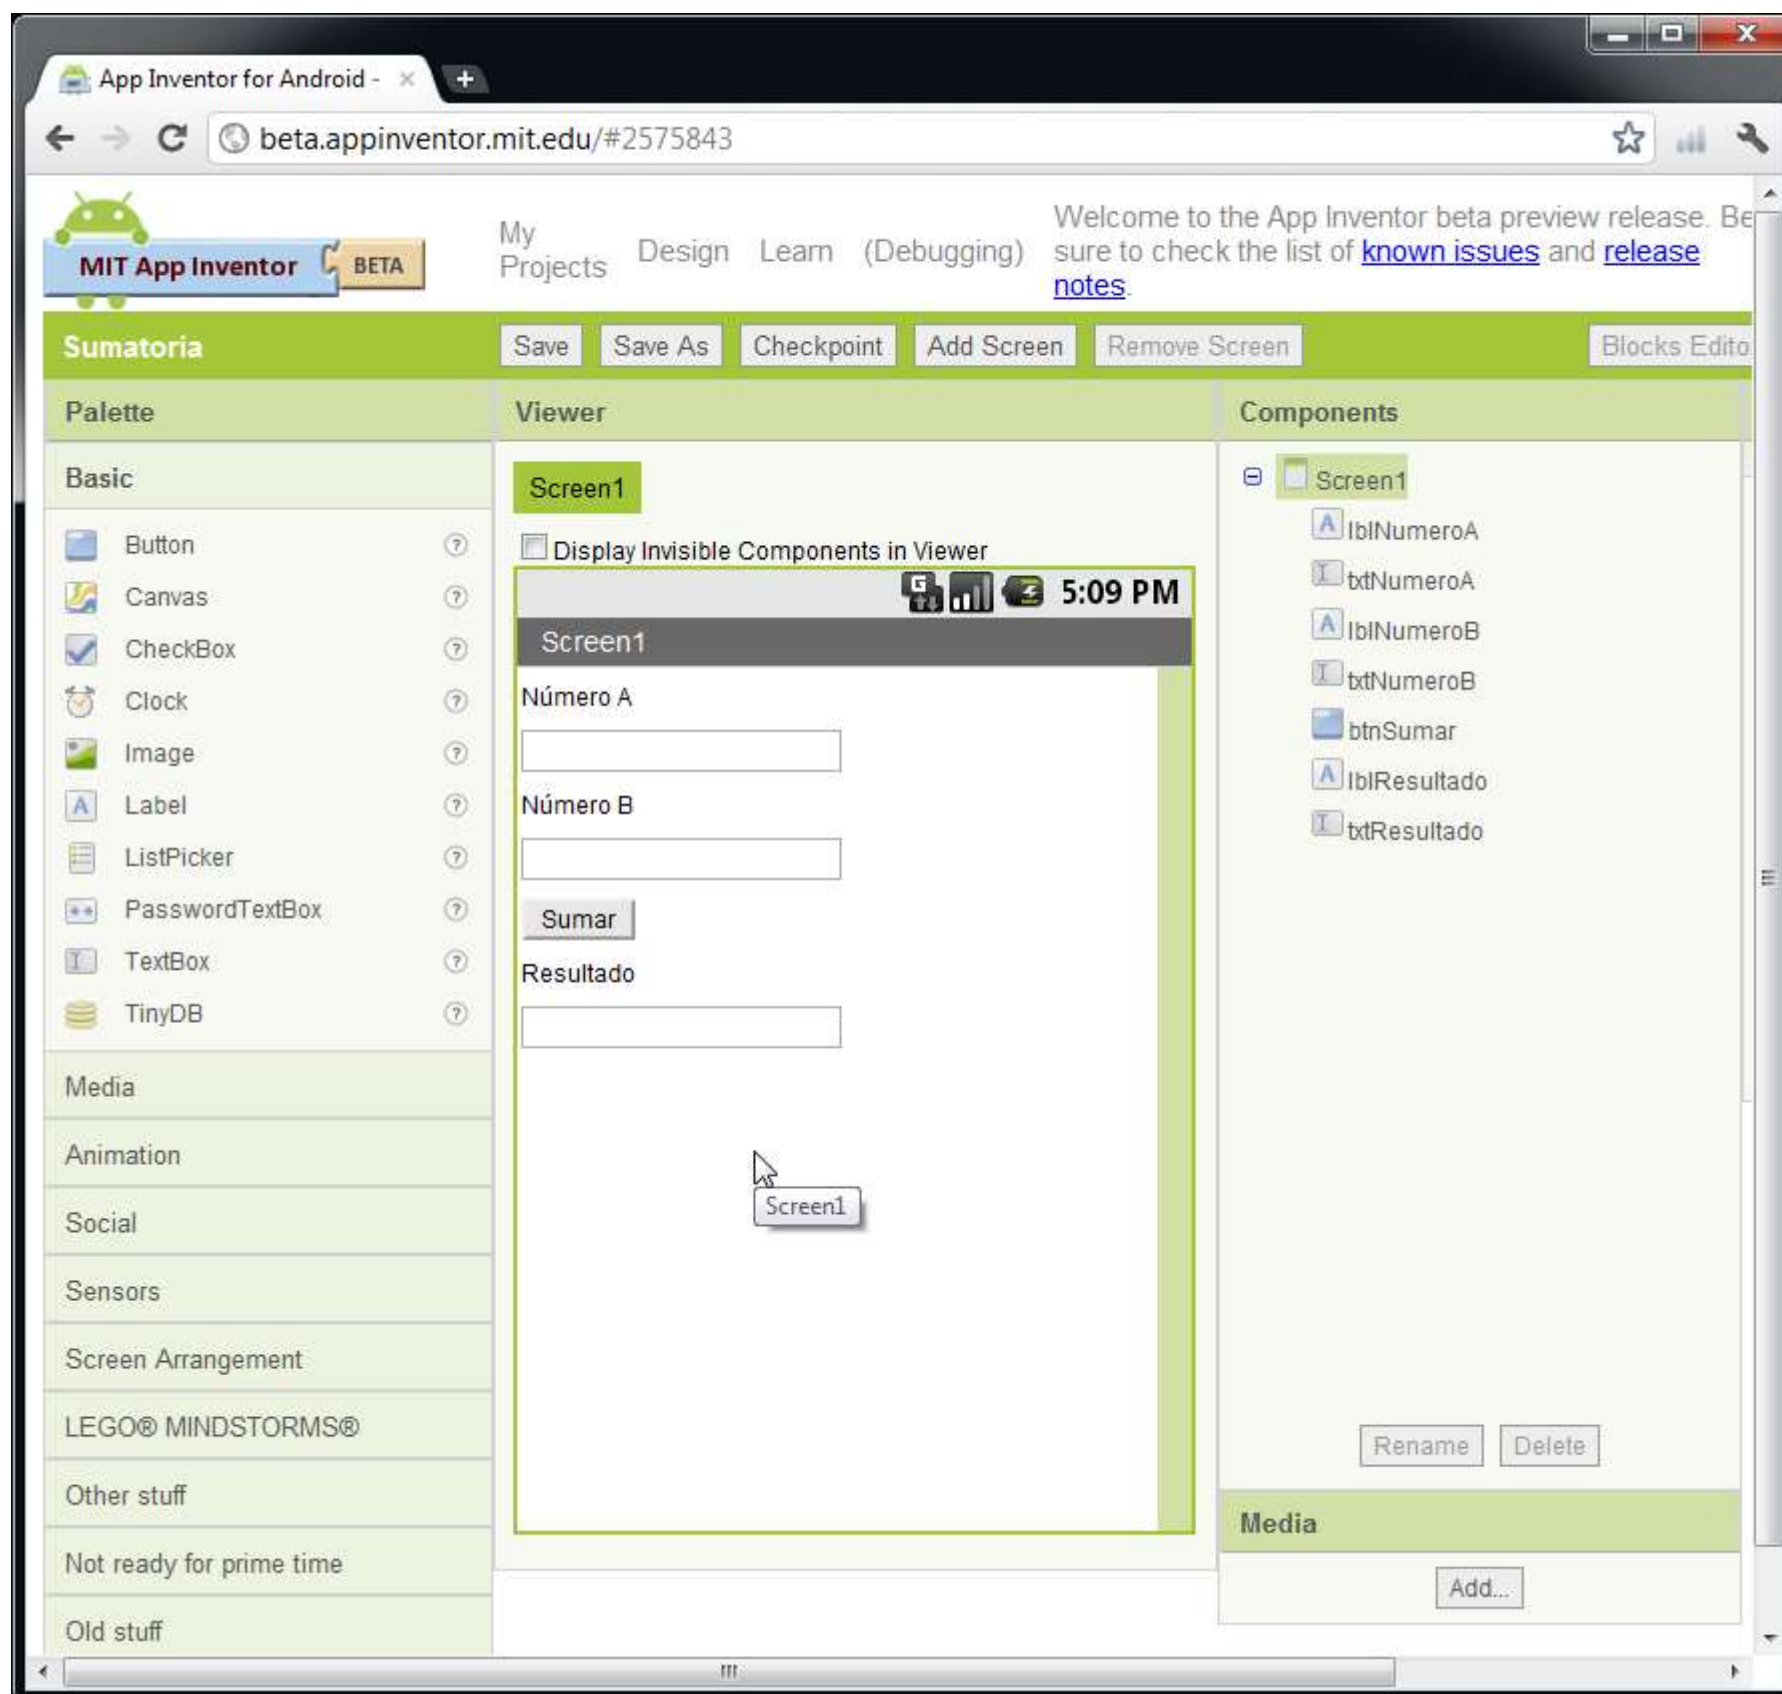 App Inventor for Android -
beta.appinventor.mit.edu/#2575843
MIT App Inventor BETA
My Projects
Design
Learn
(Debugging)
Welcome to the App Inventor beta preview release. Be
sure to check the list of known issues and release
notes.
Sumatoria
Save
Save As
Checkpoint
Add Screen
Remove Screen
Blocks Edito
Palette
Basic
Button
Canvas
CheckBox
Clock
Image
Label
ListPicker
PasswordTextBox
TextBox
TinyDB
Media
Animation
Social
Sensors
Screen Arrangement
LEGO® MINDSTORMS®
Other stuff
Not ready for prime time
Old stuff
Viewer
Screen1
Display Invisible Components in Viewer
5:09 PM
Screen1
Número A
Número B
Sumar
Resultado
Screen1
Components
Screen1
lblNumeroA
txtNumeroA
lblNumeroB
txtNumeroB
btnSumar
lblResultado
txtResultado
Rename
Delete
Media
Add...